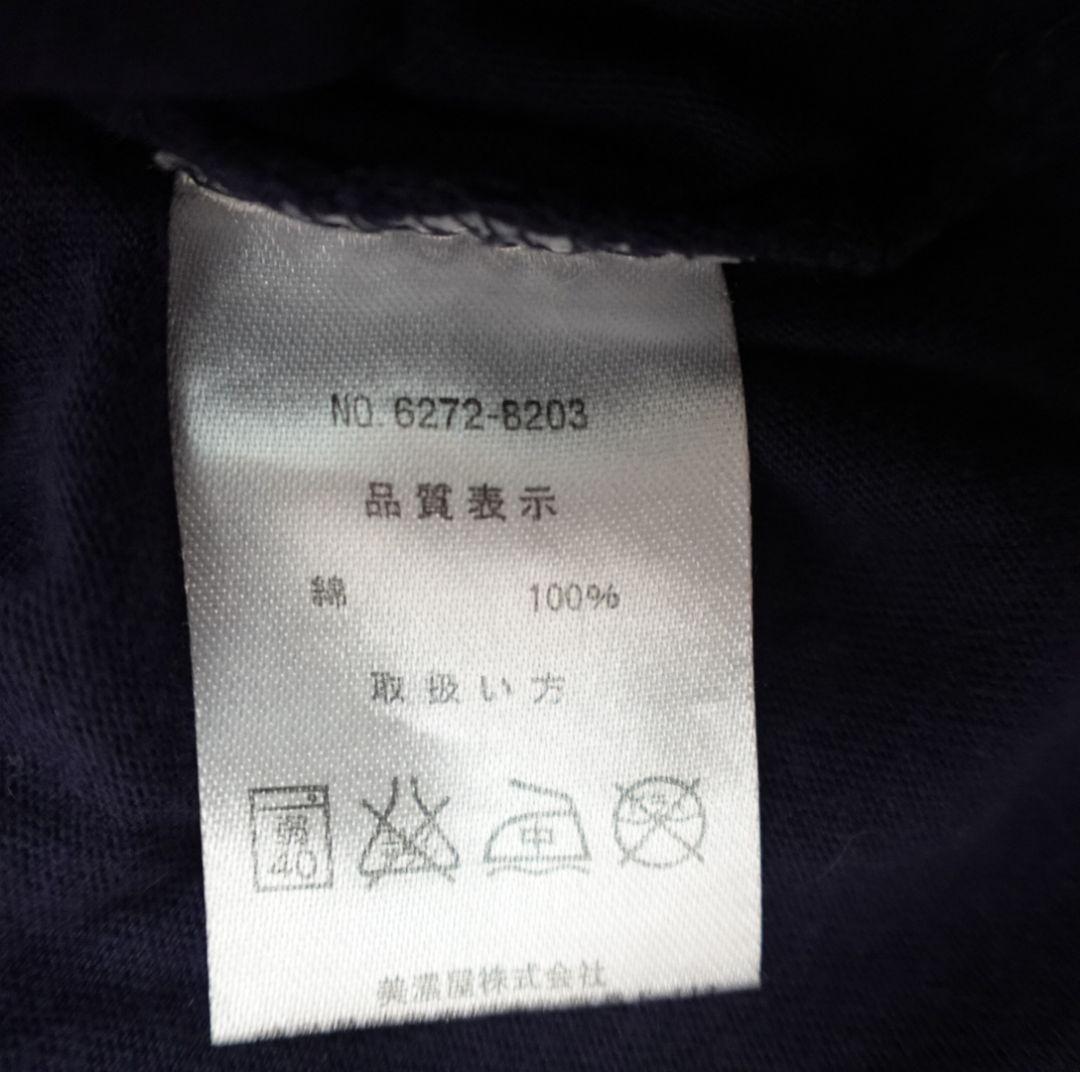 NO. 6272-8203
品質表示
綿 100%
取扱い方
弱
40
中
美濃屋株式会社